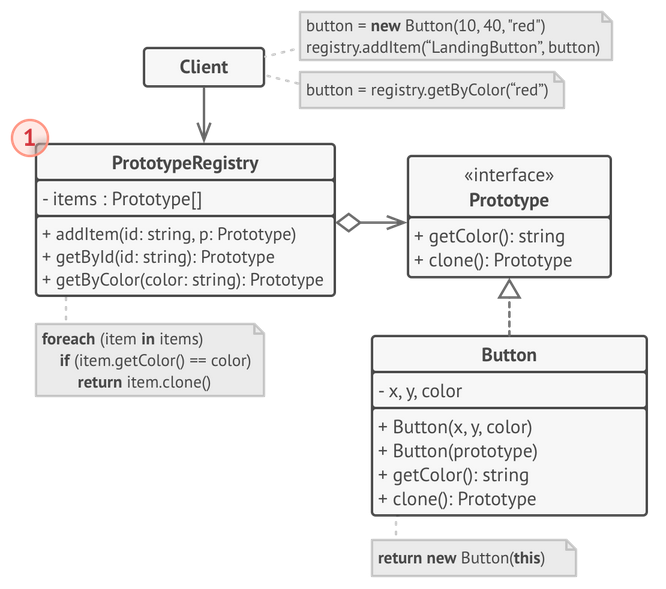 button = new Button(10, 40, "red")
registry.addItem(“LandingButton”, button)
Client
button = registry.getByColor(“red”)
1
PrototypeRegistry
- items : Prototype[]
+ addItem(id: string, p: Prototype)
+ getById(id: string): Prototype
+ getByColor(color: string): Prototype
«interface»
Prototype
+ getColor(): string
+ clone(): Prototype
foreach (item in items)
if (item.getColor() == color)
return item.clone()
Button
- x, y, color
+ Button(x, y, color)
+ Button(prototype)
+ getColor(): string
+ clone(): Prototype
return new Button(this)